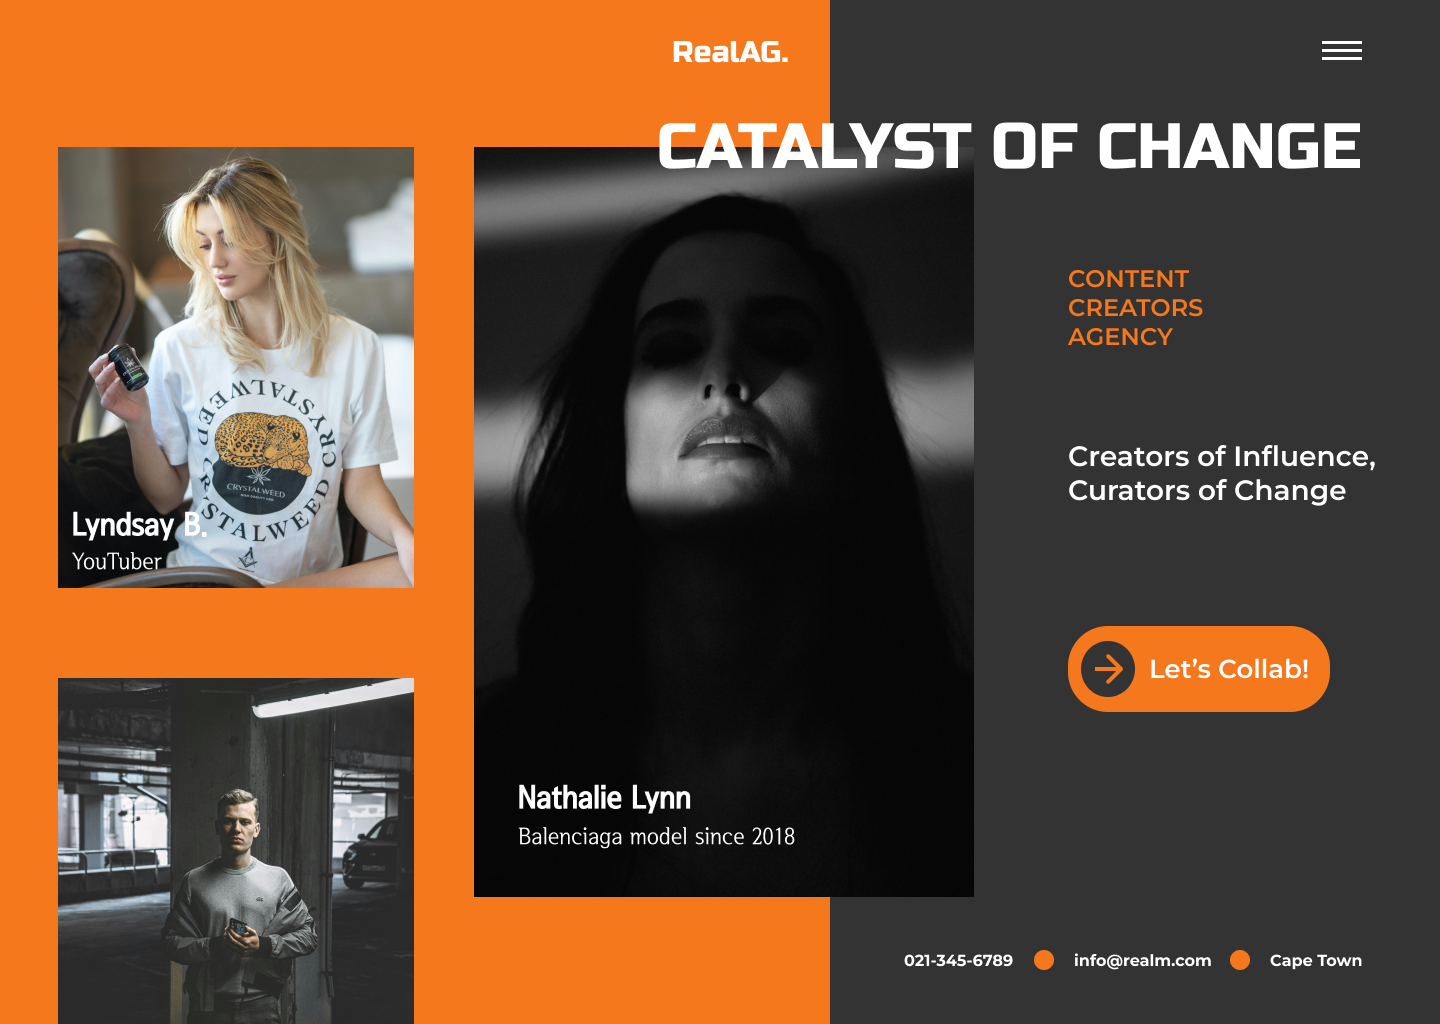 RealAG.
CATALYST OF CHANGE
CONTENT
CREATORS
AGENCY
Creators of Influence,
Curators of Change
Let’s Collab!
CRYSTALWEED CRYSTALWEED
CRYSTALWEED
Lyndsay B.
YouTuber
Nathalie Lynn
Balenciaga model since 2018
021-345-6789
info@realm.com
Cape Town